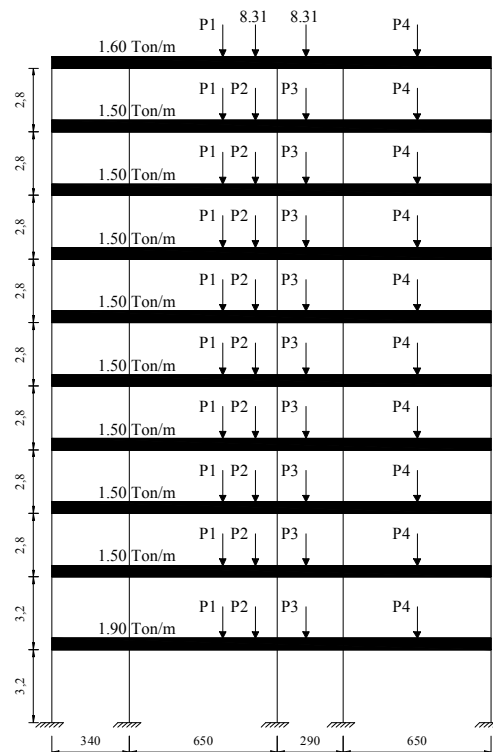 P1 8.31 8.31 P4
1.60 Ton/m
2,8
P1 P2 P3 P4
1.50 Ton/m
2,8
P1 P2 P3 P4
1.50 Ton/m
2,8
P1 P2 P3 P4
1.50 Ton/m
2,8
P1 P2 P3 P4
1.50 Ton/m
2,8
P1 P2 P3 P4
1.50 Ton/m
2,8
P1 P2 P3 P4
1.50 Ton/m
2,8
P1 P2 P3 P4
1.50 Ton/m
2,8
P1 P2 P3 P4
1.50 Ton/m
3,2
P1 P2 P3 P4
1.90 Ton/m
3,2
340 650 290 650